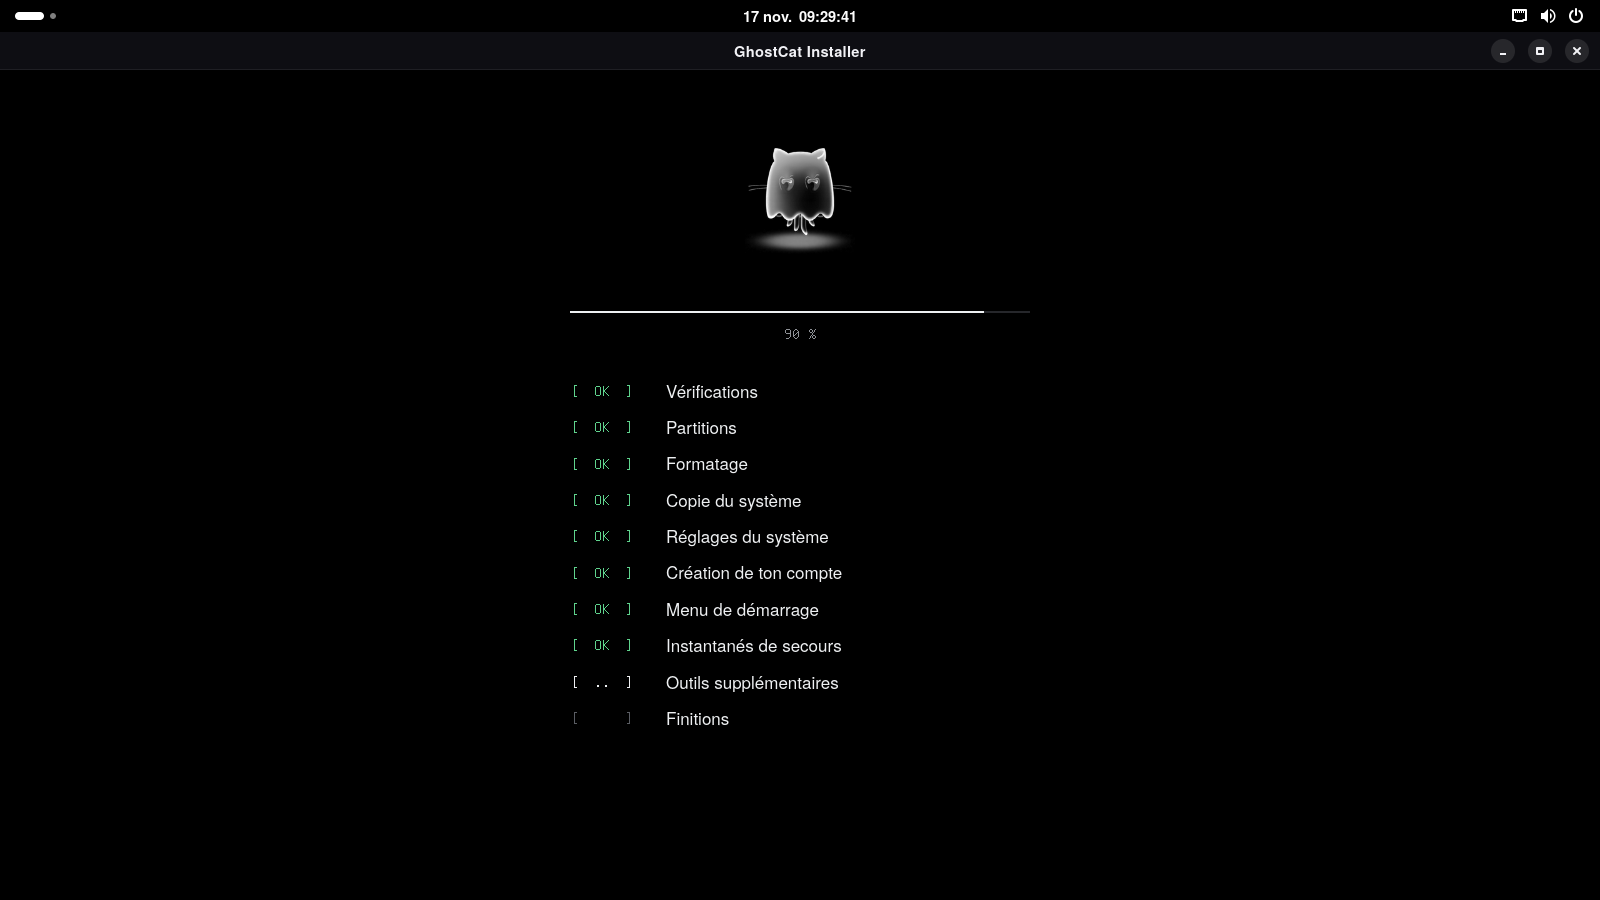 17 nov. 09:29:41
GhostCat Installer
90 %
[ OK ] Vérifications
[ OK ] Partitions
[ OK ] Formatage
[ OK ] Copie du système
[ OK ] Réglages du système
[ OK ] Création de ton compte
[ OK ] Menu de démarrage
[ OK ] Instantanés de secours
[ .. ] Outils supplémentaires
[ ] Finitions